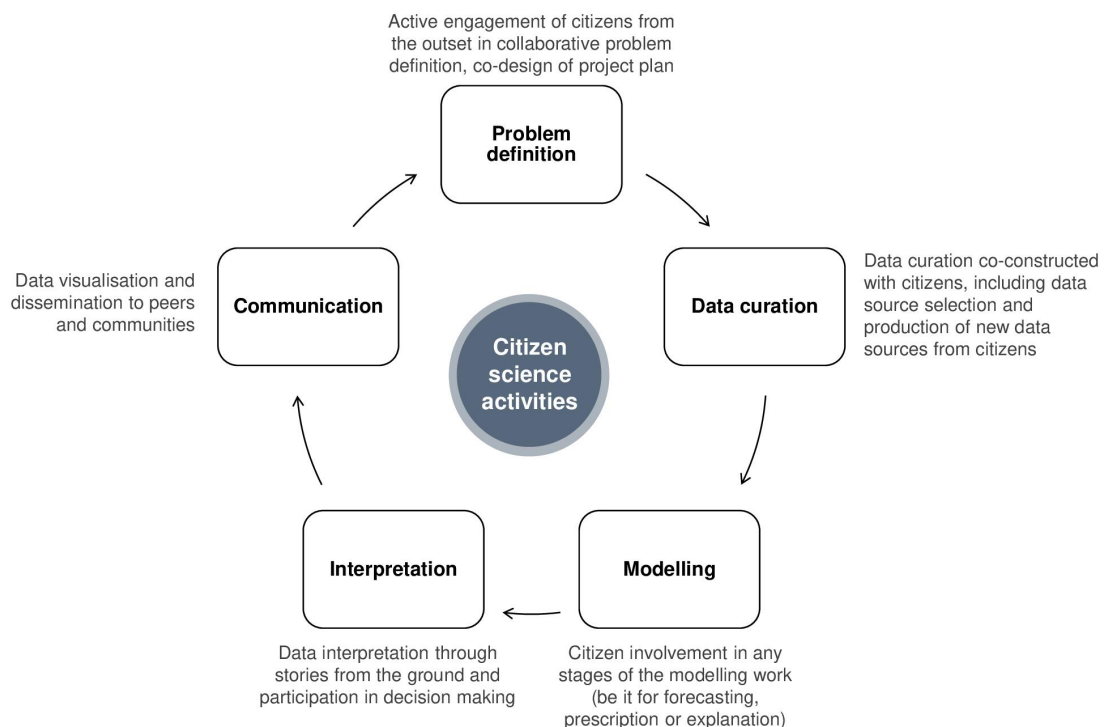 Active engagement of citizens from
the outset in collaborative problem
definition, co-design of project plan
Problem
definition
Data curation
Data curation co-constructed
with citizens, including data
source selection and
production of new data
sources from citizens
Modelling
Citizen involvement in any
stages of the modelling work
(be it for forecasting,
prescription or explanation)
Interpretation
Data interpretation through
stories from the ground and
participation in decision making
Communication
Data visualisation and
dissemination to peers
and communities
Citizen
science
activities